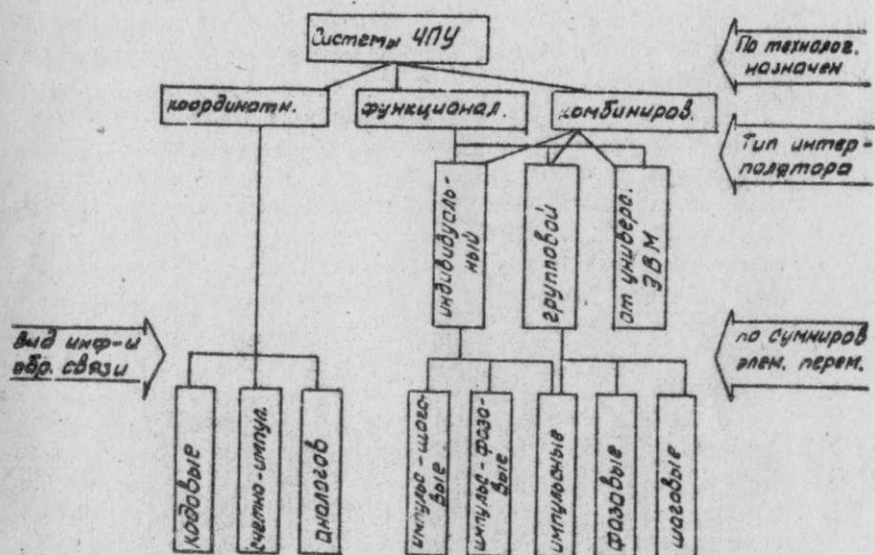 Системы ЧПУ
По технолог.
назначен
координатн.
функционал.
комбиниров.
Тип интер-
полятора
индивидуаль-
ный
групповой
от универс.
ЭВМ
Вид инф-и
обр. связи
по суммиров
элем. перем.
кодовые
счетно-импул.
аналогов
импульс-шаго-
вые
импульс-фазо-
вые
импульсные
фазовые
шаговые